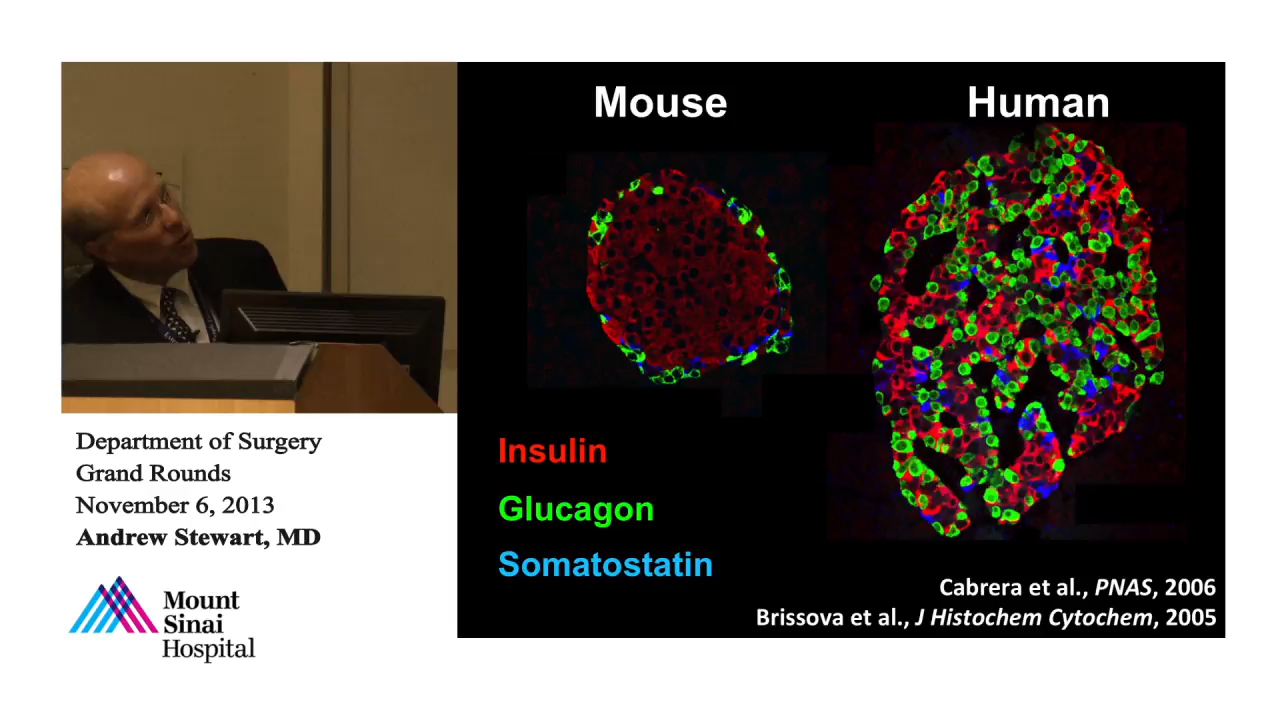 Mouse
Human
Insulin
Glucagon
Somatostatin
Cabrera et al., PNAS, 2006
Brissova et al., J Histochem Cytochem, 2005
Department of Surgery
Grand Rounds
November 6, 2013
Andrew Stewart, MD
Mount
Sinai
Hospital